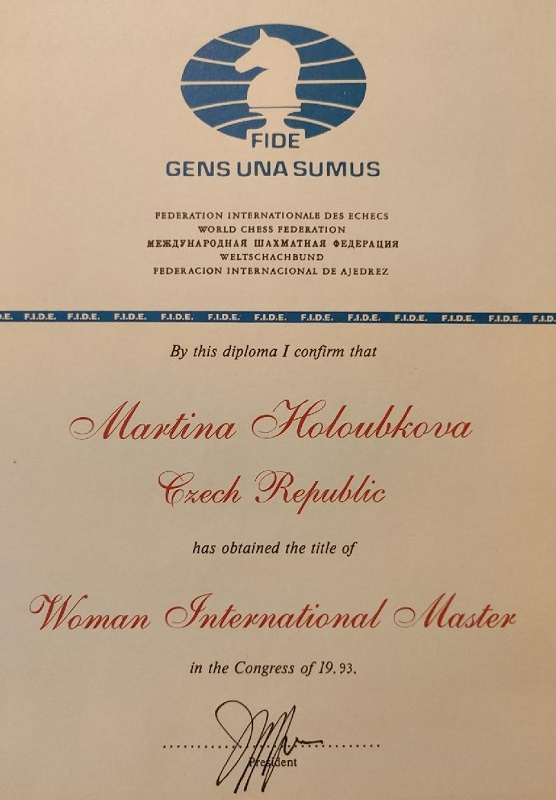 FIDE
GENS UNA SUMUS
FEDERATION INTERNATIONALE DES ECHECS
WORLD CHESS FEDERATION
МЕЖДУНАРОДНАЯ ШАХМАТНАЯ ФЕДЕРАЦИЯ
WELTSCHACHBUND
FEDERACION INTERNACIONAL DE AJEDREZ
.E. F.I.D.E. F.I.D.E. F.I.D.E. F.I.D.E. F.I.D.E. F.I.D.E. F.I.D.E. F.I.D.E. F.I.D.E. F.I.D.E. F.I.D.E. F.I.D.
By this diploma I confirm that
Martina Holoubkova
Czech Republic
has obtained the title of
Woman International Master
in the Congress of 19.93.
President